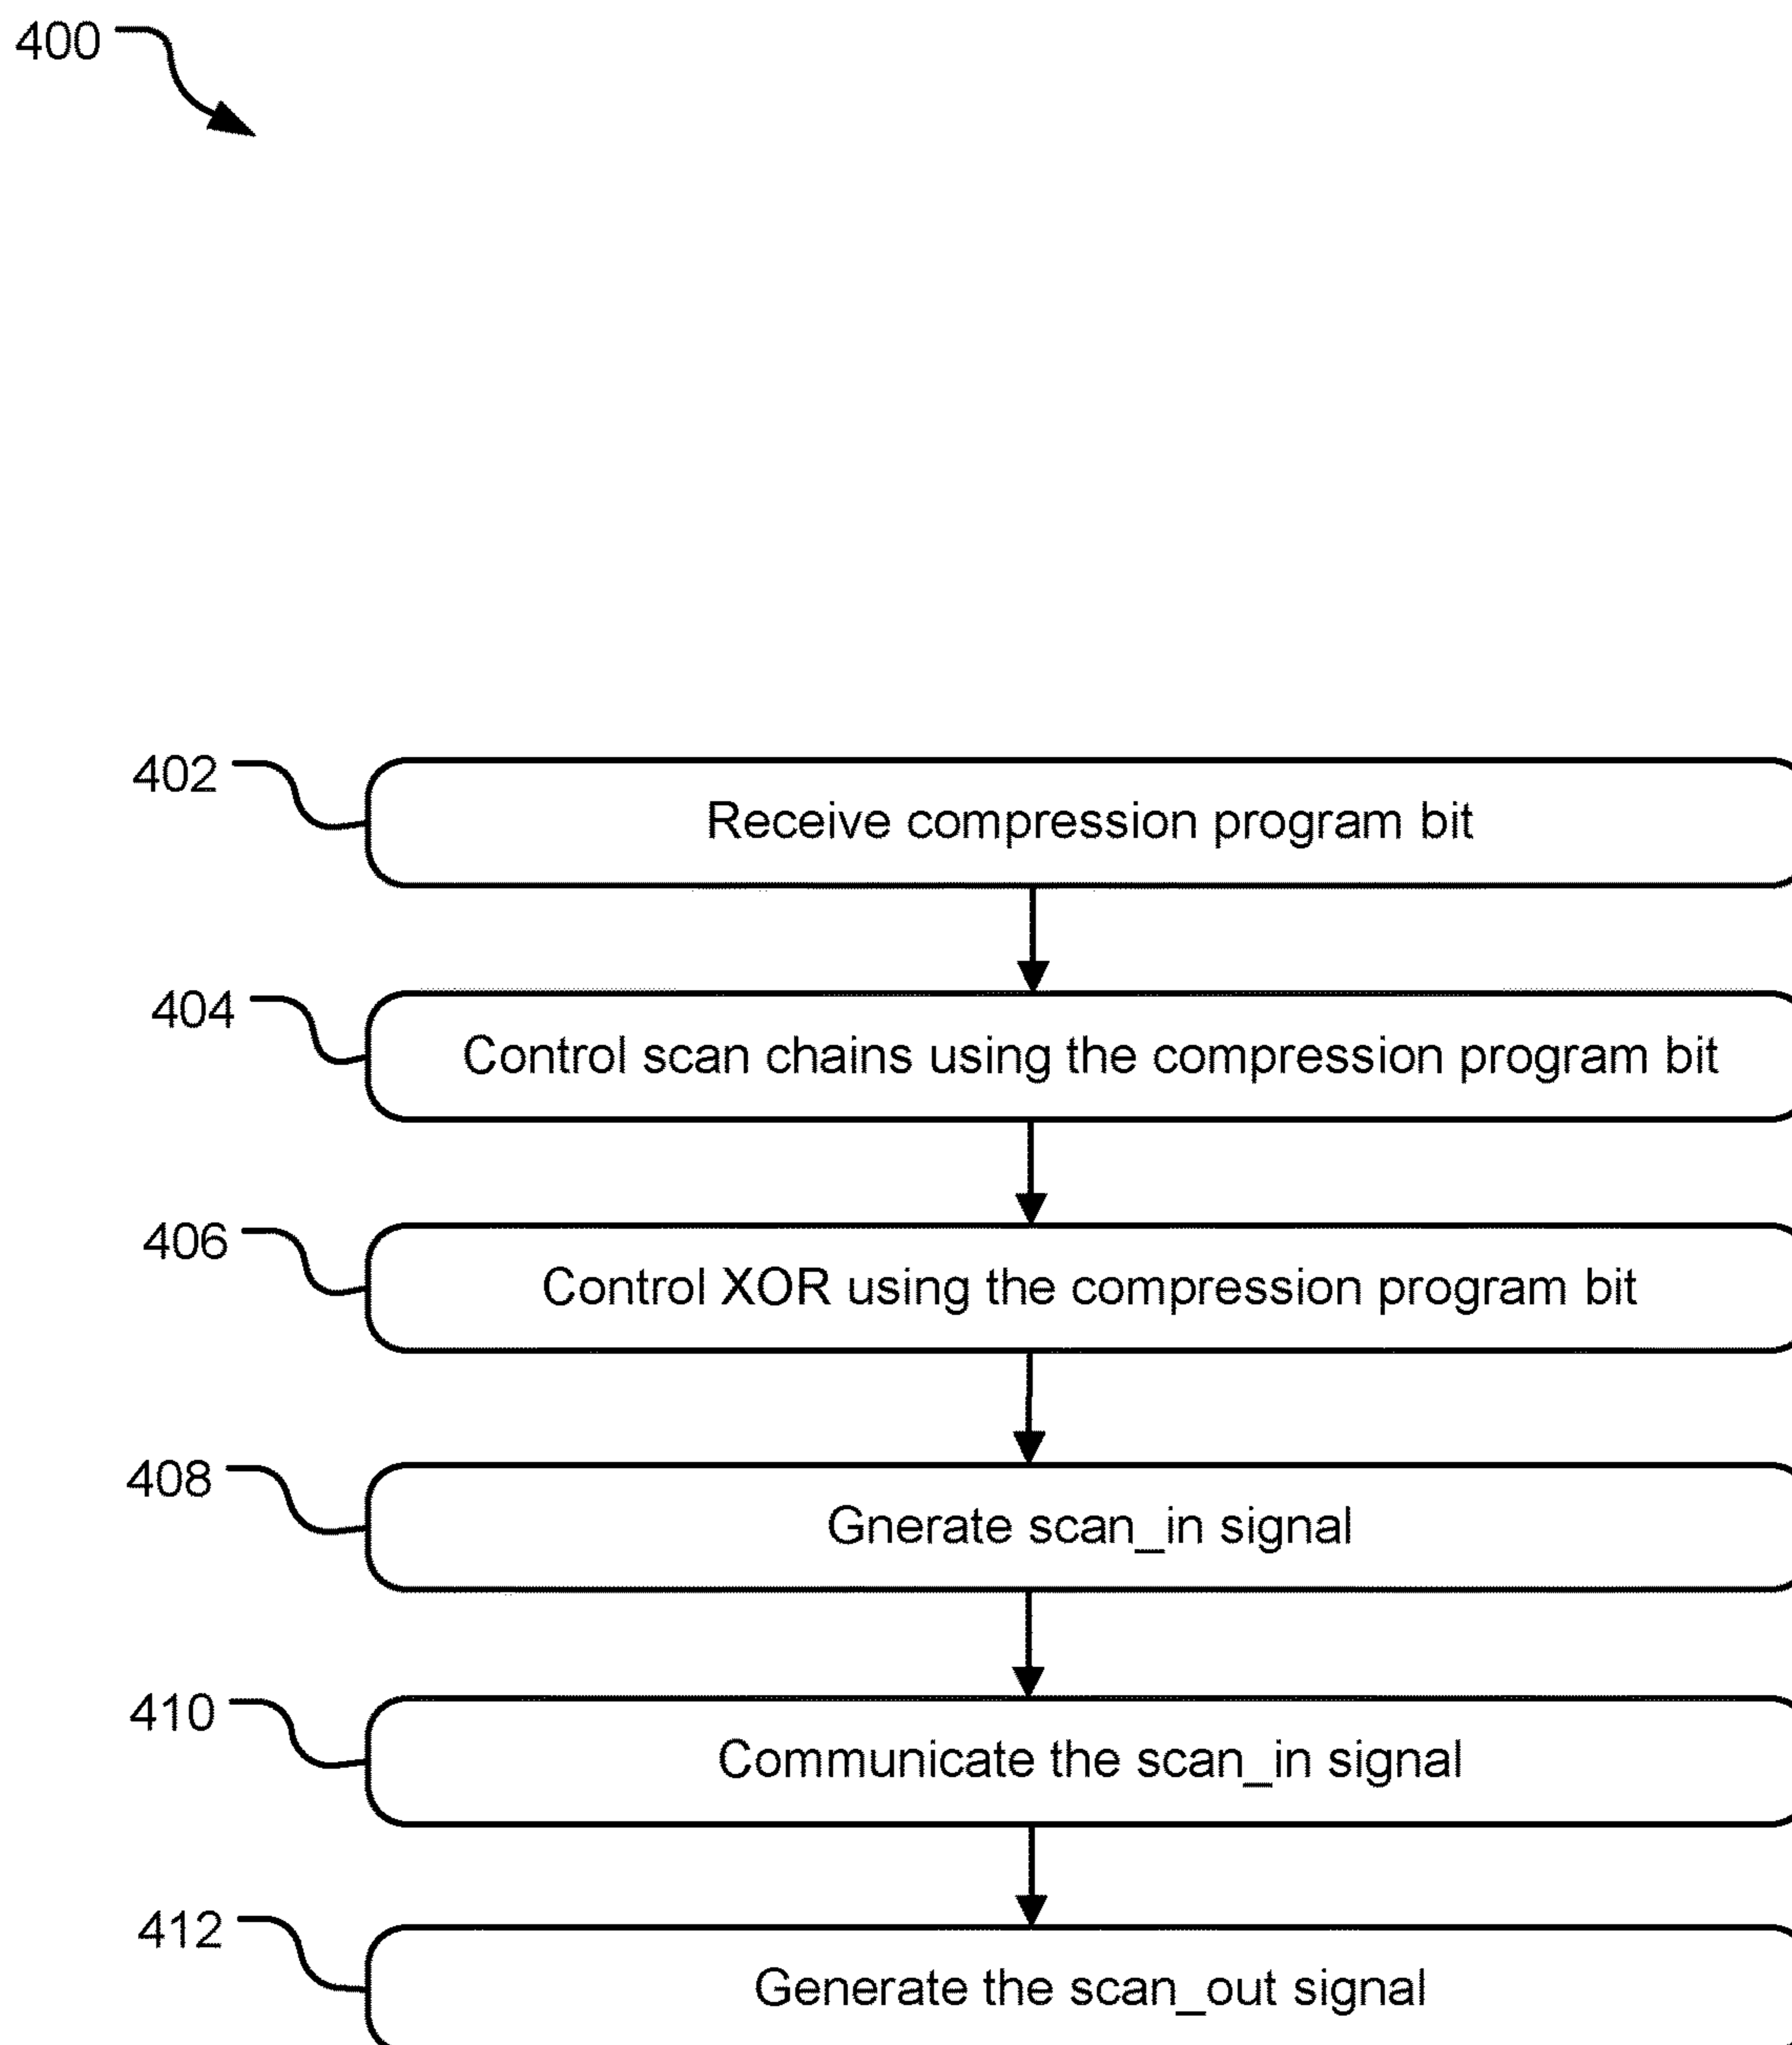 400
402
Receive compression program bit
404
Control scan chains using the compression program bit
406
Control XOR using the compression program bit
408
Gnerate scan_in signal
410
Communicate the scan_in signal
412
Generate the scan_out signal